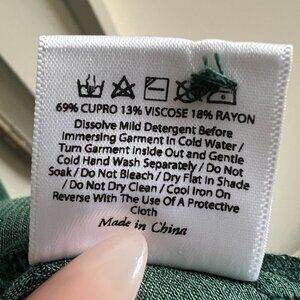 69% CUPRO 13% VISCOSE 18% RAYON
Dissolve Mild Detergent Before
Immersing Garment In Cold Water /
Turn Garment Inside Out and Gentle
Cold Hand Wash Separately / Do Not
Soak / Do Not Bleach / Dry Flat In Shade
/ Do Not Dry Clean / Cool Iron On
Reverse With The Use Of A Protective
Cloth
Made in China